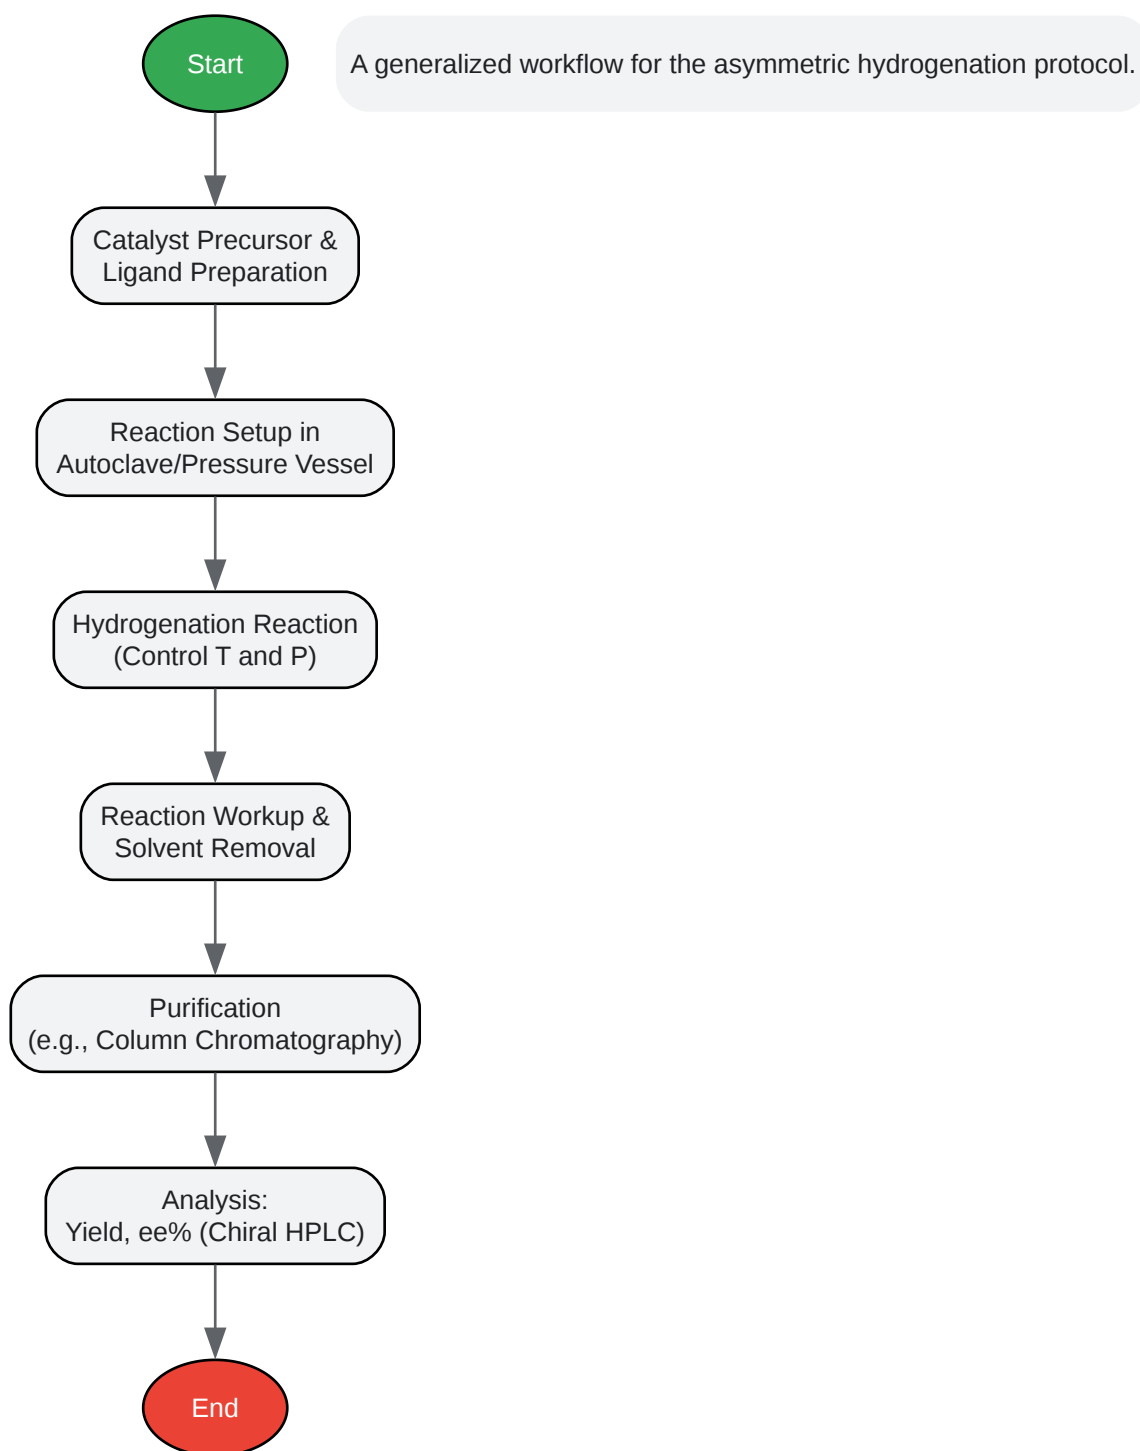 Start
A generalized workflow for the asymmetric hydrogenation protocol.
Catalyst Precursor &
Ligand Preparation
Reaction Setup in
Autoclave/Pressure Vessel
Hydrogenation Reaction
(Control T and P)
Reaction Workup &
Solvent Removal
Purification
(e.g., Column Chromatography)
Analysis:
Yield, ee% (Chiral HPLC)
End